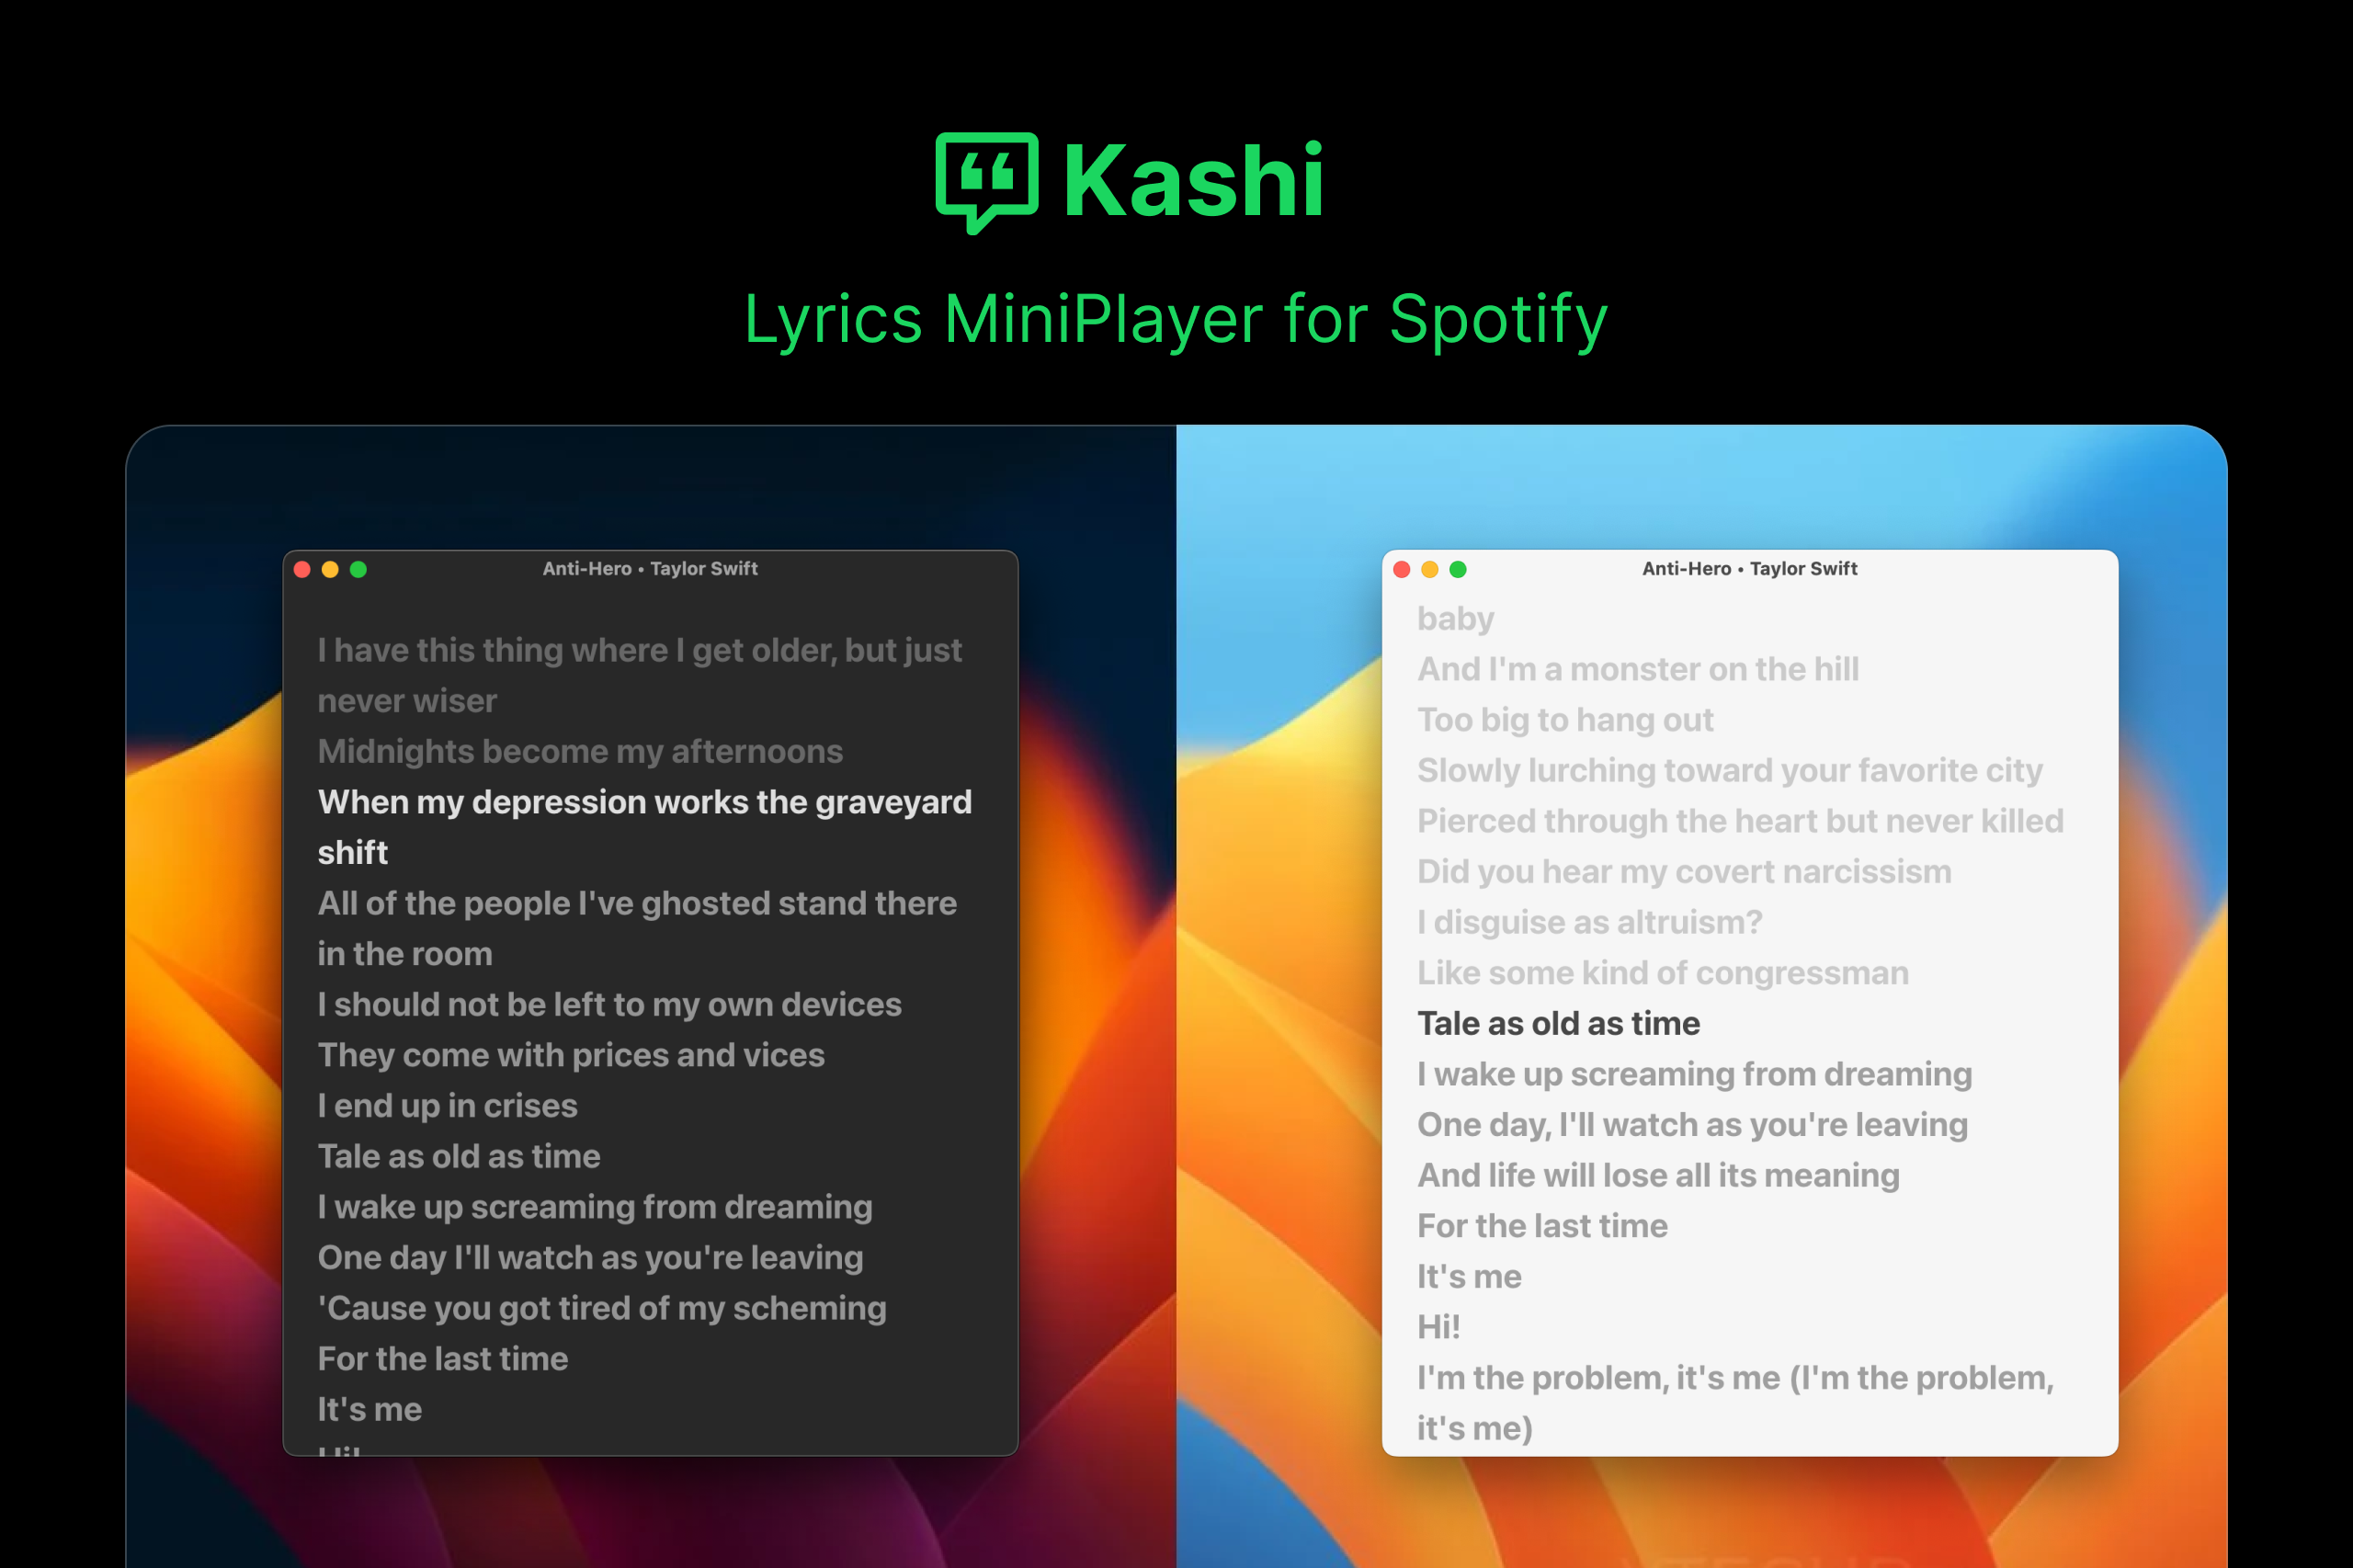 Kashi
Lyrics MiniPlayer for Spotify
Anti-Hero • Taylor Swift
I have this thing where I get older, but just
never wiser
Midnights become my afternoons
When my depression works the graveyard
shift
All of the people I've ghosted stand there
in the room
I should not be left to my own devices
They come with prices and vices
I end up in crises
Tale as old as time
I wake up screaming from dreaming
One day I'll watch as you're leaving
'Cause you got tired of my scheming
For the last time
It's me
Anti-Hero • Taylor Swift
baby
And I'm a monster on the hill
Too big to hang out
Slowly lurching toward your favorite city
Pierced through the heart but never killed
Did you hear my covert narcissism
I disguise as altruism?
Like some kind of congressman
Tale as old as time
I wake up screaming from dreaming
One day, I'll watch as you're leaving
And life will lose all its meaning
For the last time
It's me
Hi!
I'm the problem, it's me (I'm the problem,
it's me)